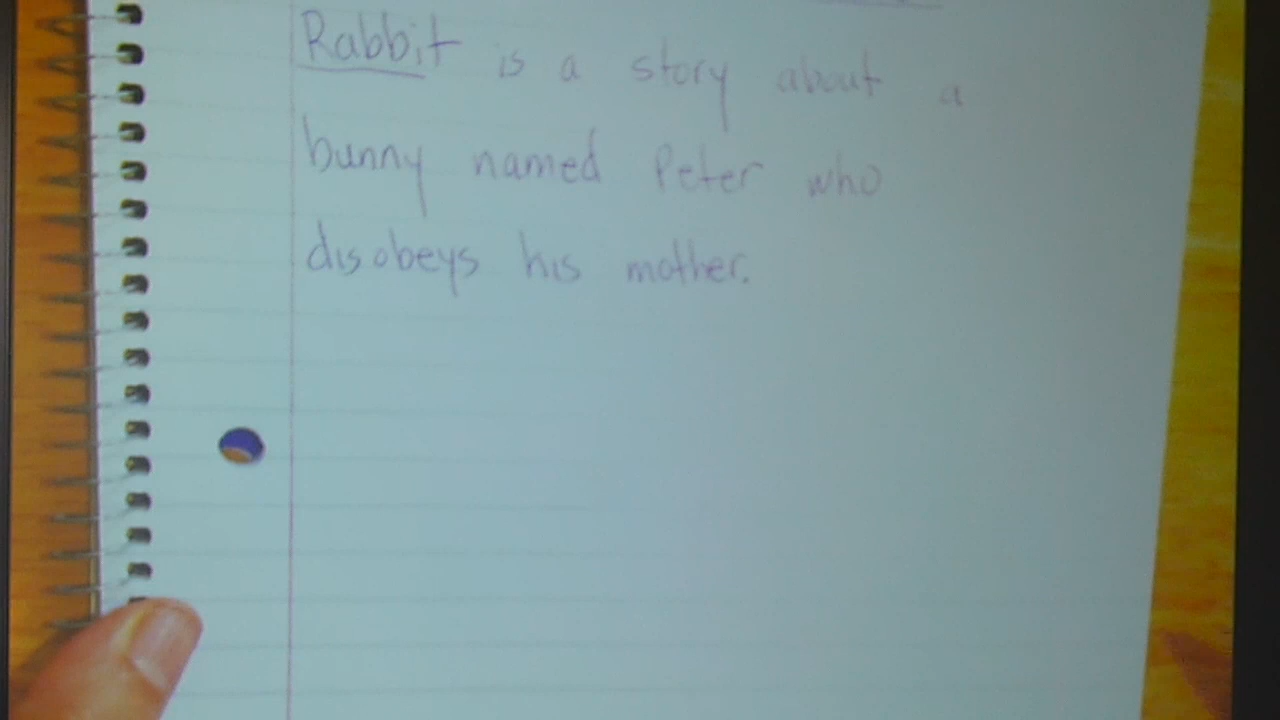 Rabbit is a story about a
bunny named Peter who
disobeys his mother.